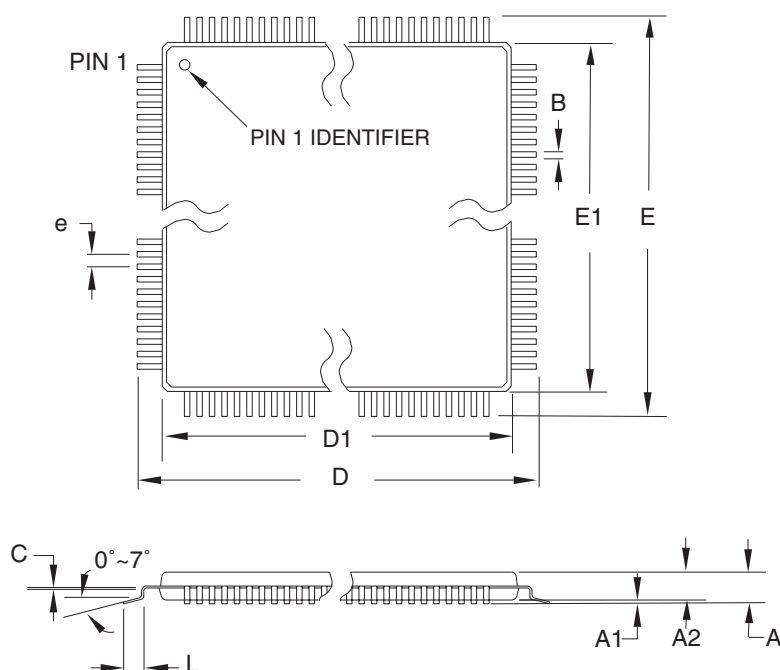 PIN 1
PIN 1 IDENTIFIER
B
e
E1
E
D1
D
C
0°~7°
L
A1
A2
A